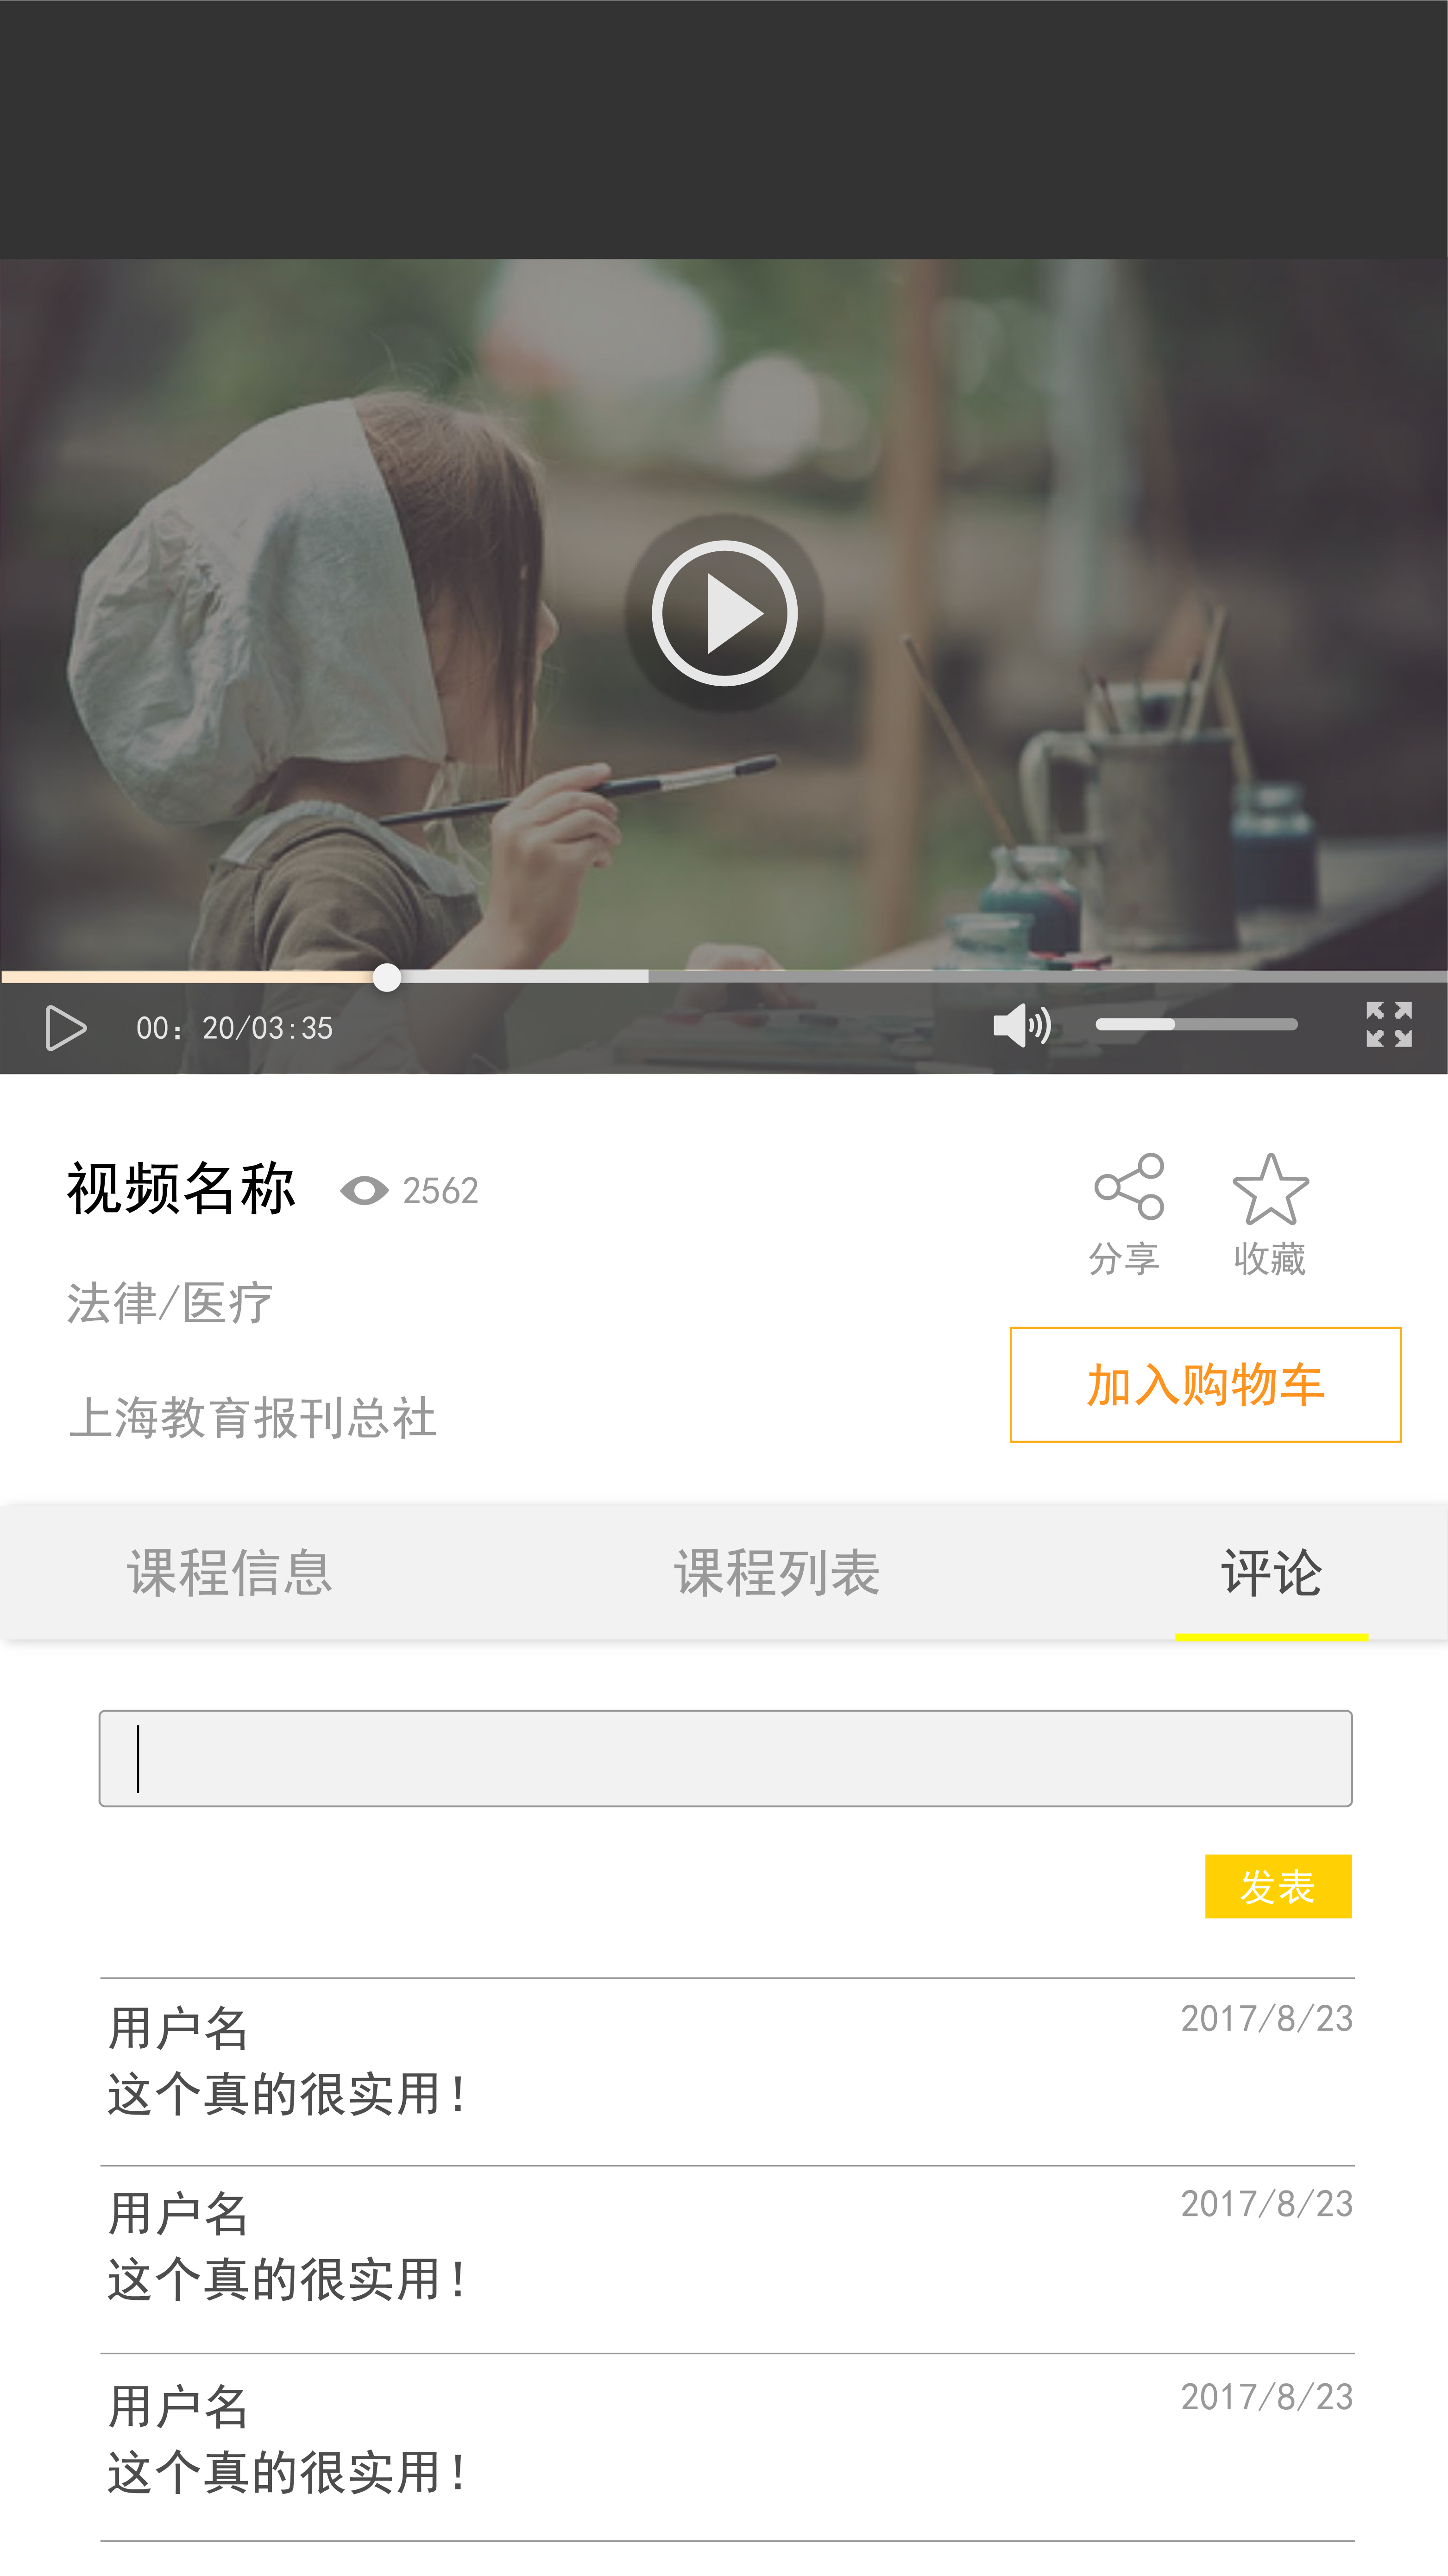 00：20/03:35
视频名称 2562
分享 收藏
法律/医疗
加入购物车
上海教育报刊总社
课程信息 课程列表 评论
发表
用户名 2017/8/23
这个真的很实用！
用户名 2017/8/23
这个真的很实用！
用户名 2017/8/23
这个真的很实用！